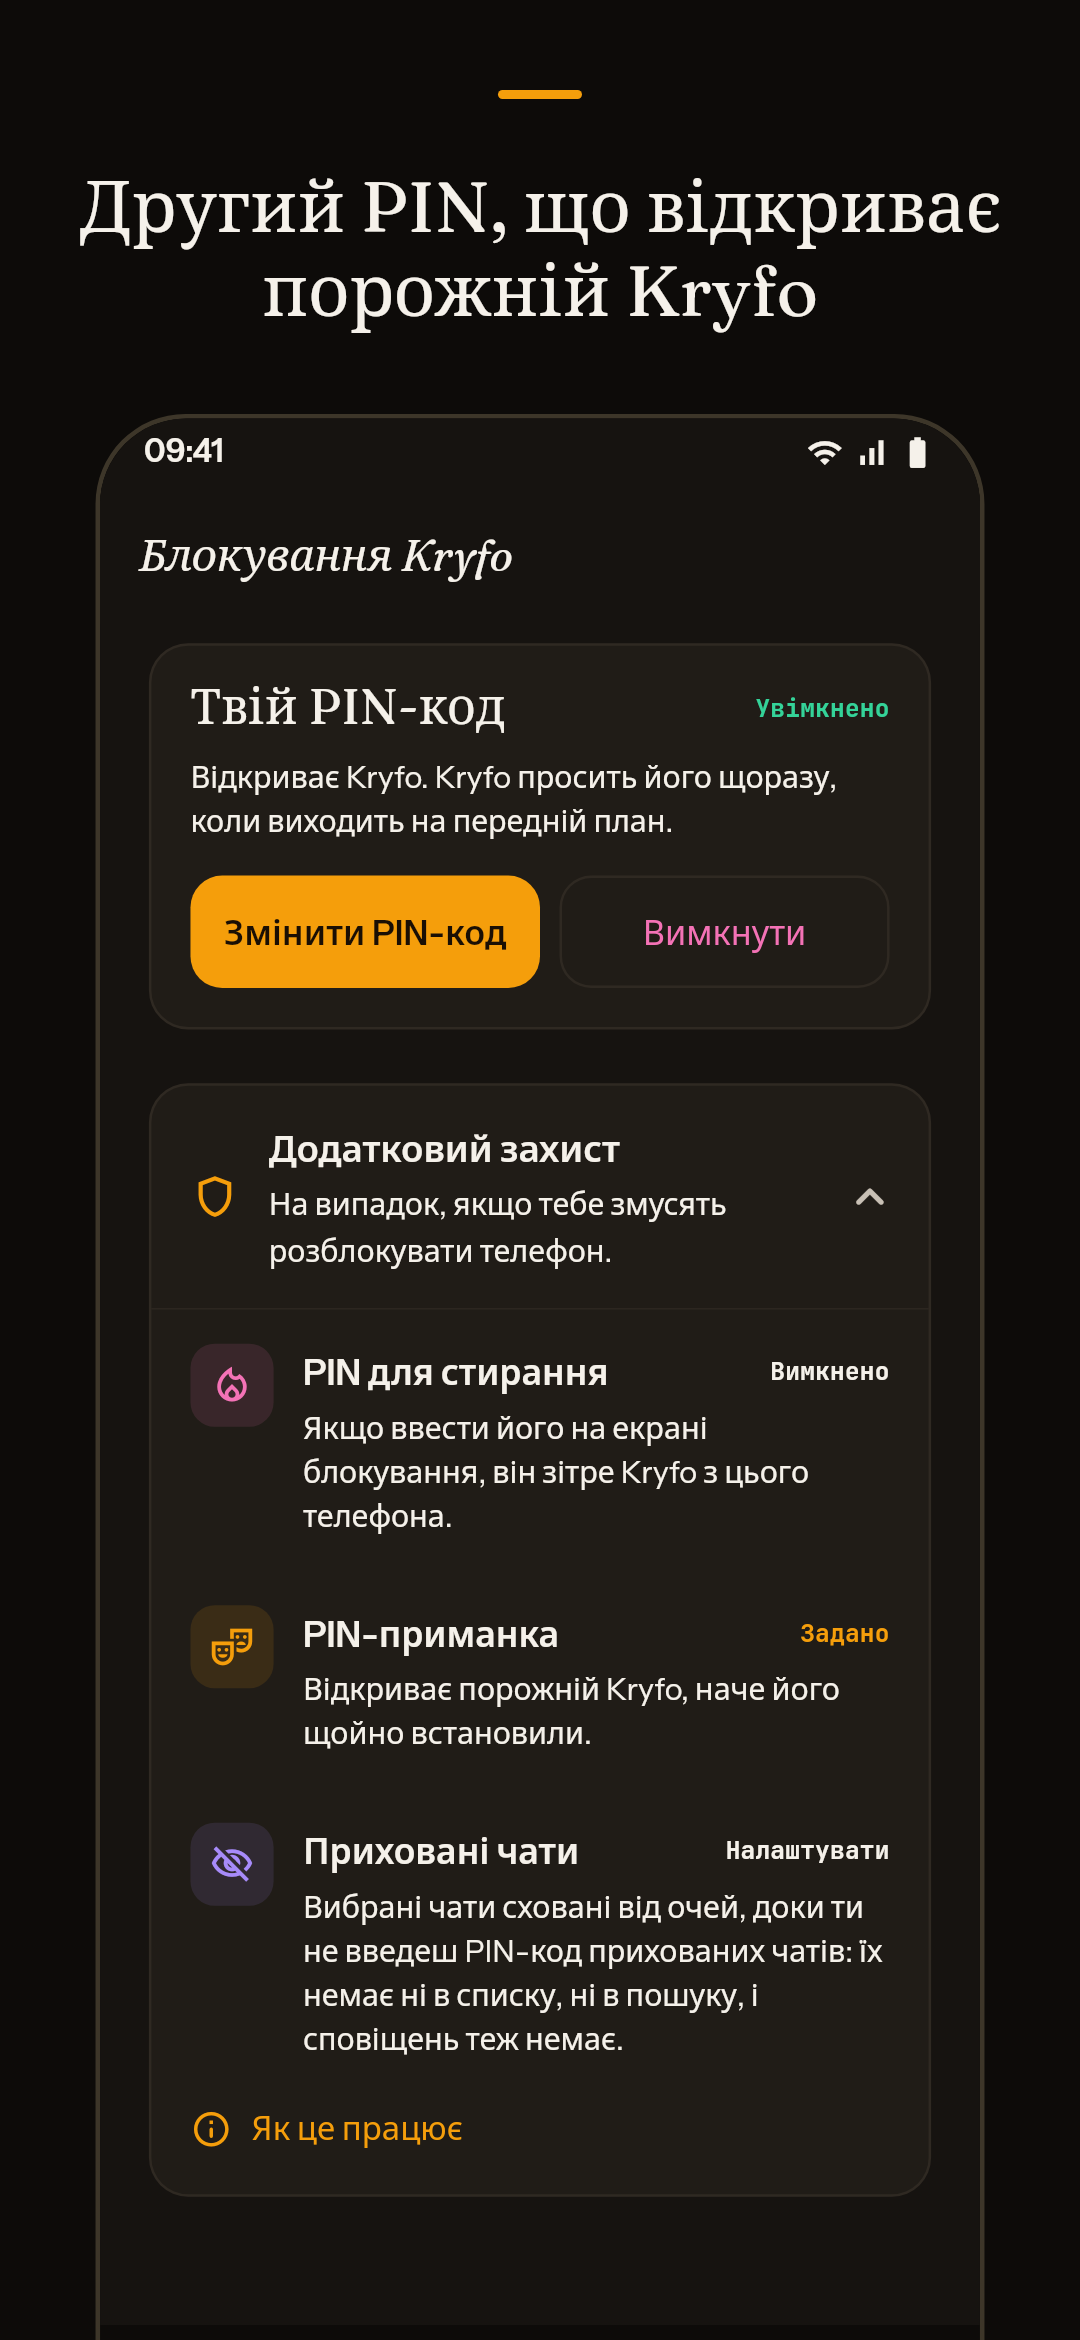 Другий PIN, що відкриває
порожній Kryfo
09:41
Блокування Kryfo
Твій PIN-код
Увімкнено
Відкриває Kryfo. Kryfo просить його щоразу,
коли виходить на передній план.
Змінити PIN-код
Вимкнути
Додатковий захист
На випадок, якщо тебе змусять
розблокувати телефон.
PIN для стирання
Вимкнено
Якщо ввести його на екрані
блокування, він зітре Kryfo з цього
телефона.
PIN-приманка
Задано
Відкриває порожній Kryfo, наче його
щойно встановили.
Приховані чати
Налаштувати
Вибрані чати сховані від очей, доки ти
не введеш PIN-код прихованих чатів: їх
немає ні в списку, ні в пошуку, і
сповіщень теж немає.
Як це працює